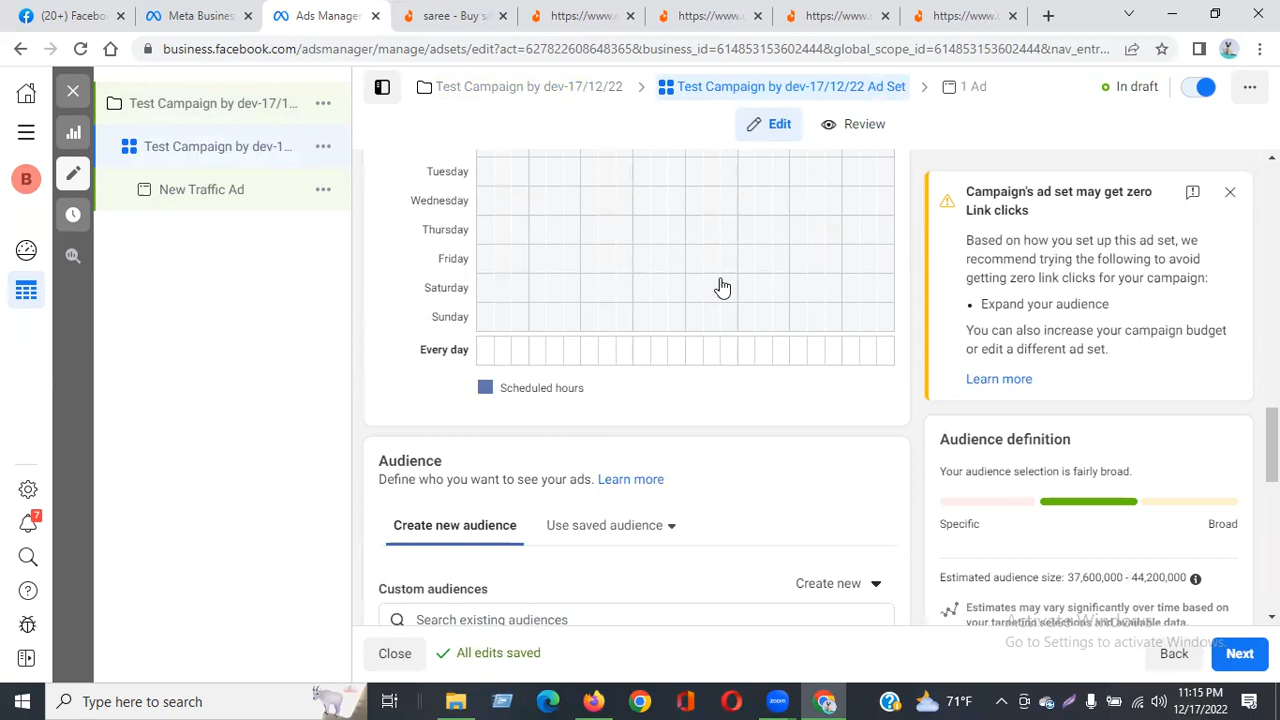 (20+) Facebo
Meta Business
Ads Manager
saree - Buy sa
https://www.
https://www.
https://www.
https://www.
business.facebook.com/adsmanager/manage/adsets/edit?act=6278226086483656&business_id=614853153602444&global_scope_id=614853153602444&nav_entr...
Test Campaign by dev-17/1...
Test Campaign by dev-17/12/22
Test Campaign by dev-17/12/22 Ad Set
1 Ad
In draft
Edit
Review
Test Campaign by dev-1...
New Traffic Ad
B
7
Tuesday
Wednesday
Thursday
Friday
Saturday
Sunday
Every day
Scheduled hours
Audience
Define who you want to see your ads. Learn more
Create new audience
Use saved audience
Custom audiences
Create new
Search existing audiences
Campaign's ad set may get zero
Link clicks
Based on how you set up this ad set, we
recommend trying the following to avoid
getting zero link clicks for your campaign:
• Expand your audience
You can also increase your campaign budget
or edit a different ad set.
Learn more
Audience definition
Your audience selection is fairly broad.
Specific
Broad
Estimated audience size: 37,600,000 - 44,200,000
Estimates may vary significantly over time based on
your targeting selections and available data.
Activate Windows
Go to Settings to activate Windows.
Close
All edits saved
Back
Next
Type here to search
zoom
71°F
11:15 PM
12/17/2022